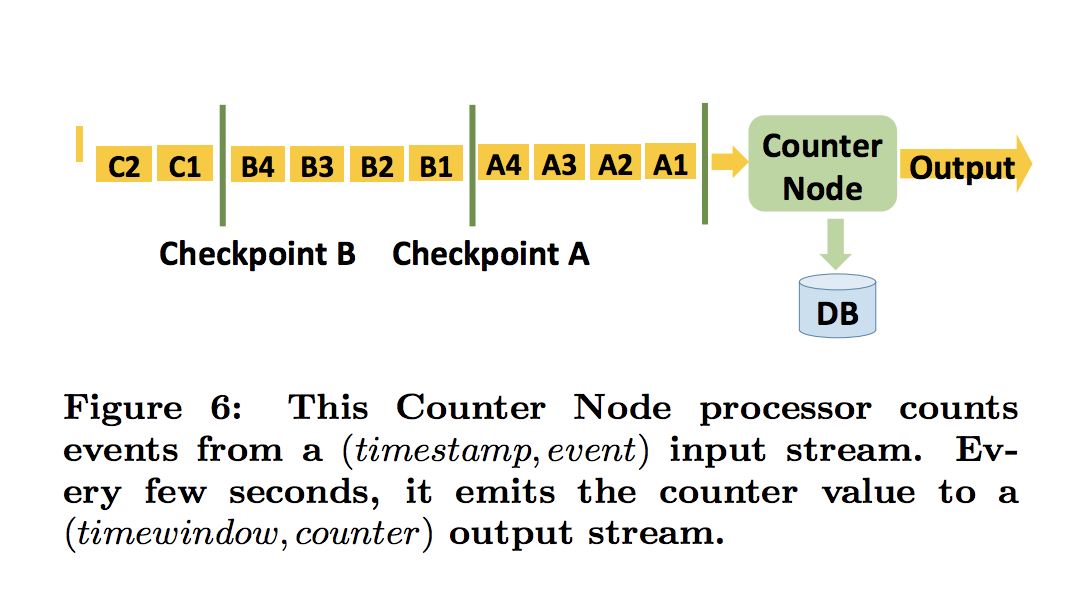 C2 C1 B4 B3 B2 B1 A4 A3 A2 A1
Counter
Node
Output
Checkpoint B Checkpoint A
DB
Figure 6: This Counter Node processor counts
events from a (timestamp, event) input stream. Ev-
ery few seconds, it emits the counter value to a
(timewindow, counter) output stream.